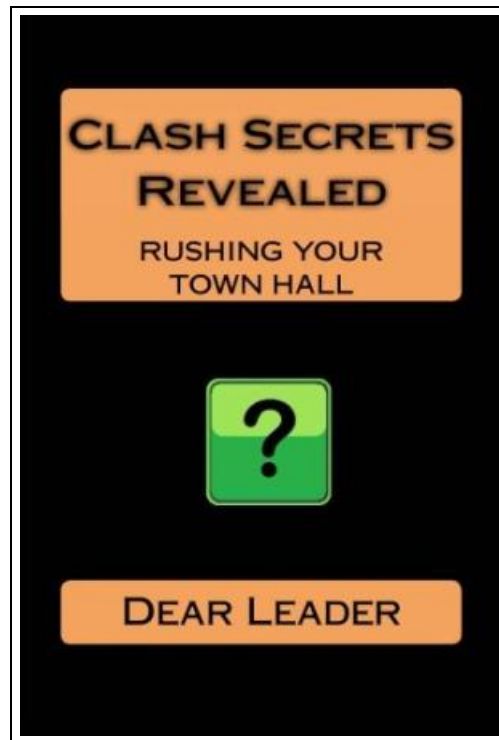 CLASH SECRETS
REVEALED
RUSHING YOUR
TOWN HALL
?
DEAR LEADER